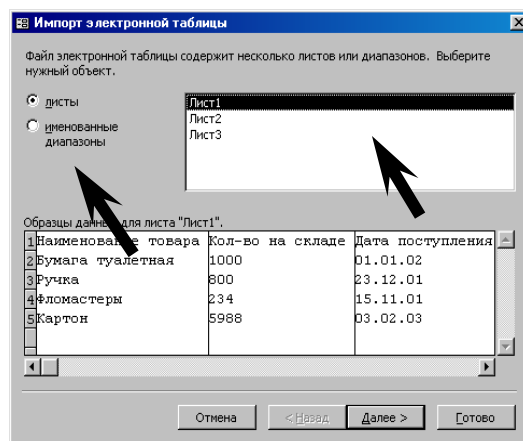 Импорт электронной таблицы
Файл электронной таблицы содержит несколько листов или диапазонов. Выберите
нужный объект.
листы
именованные
диапазоны
Лист1
Лист2
Лист3
Образцы данных для листа "Лист1".
1 Наименование товара Кол-во на складе Дата поступления
2 Бумага туалетная 1000 01.01.02
3 Ручка 800 23.12.01
4 Фломастеры 234 15.11.01
5 Картон 5988 03.02.03
Отмена < Назад Далее > Готово